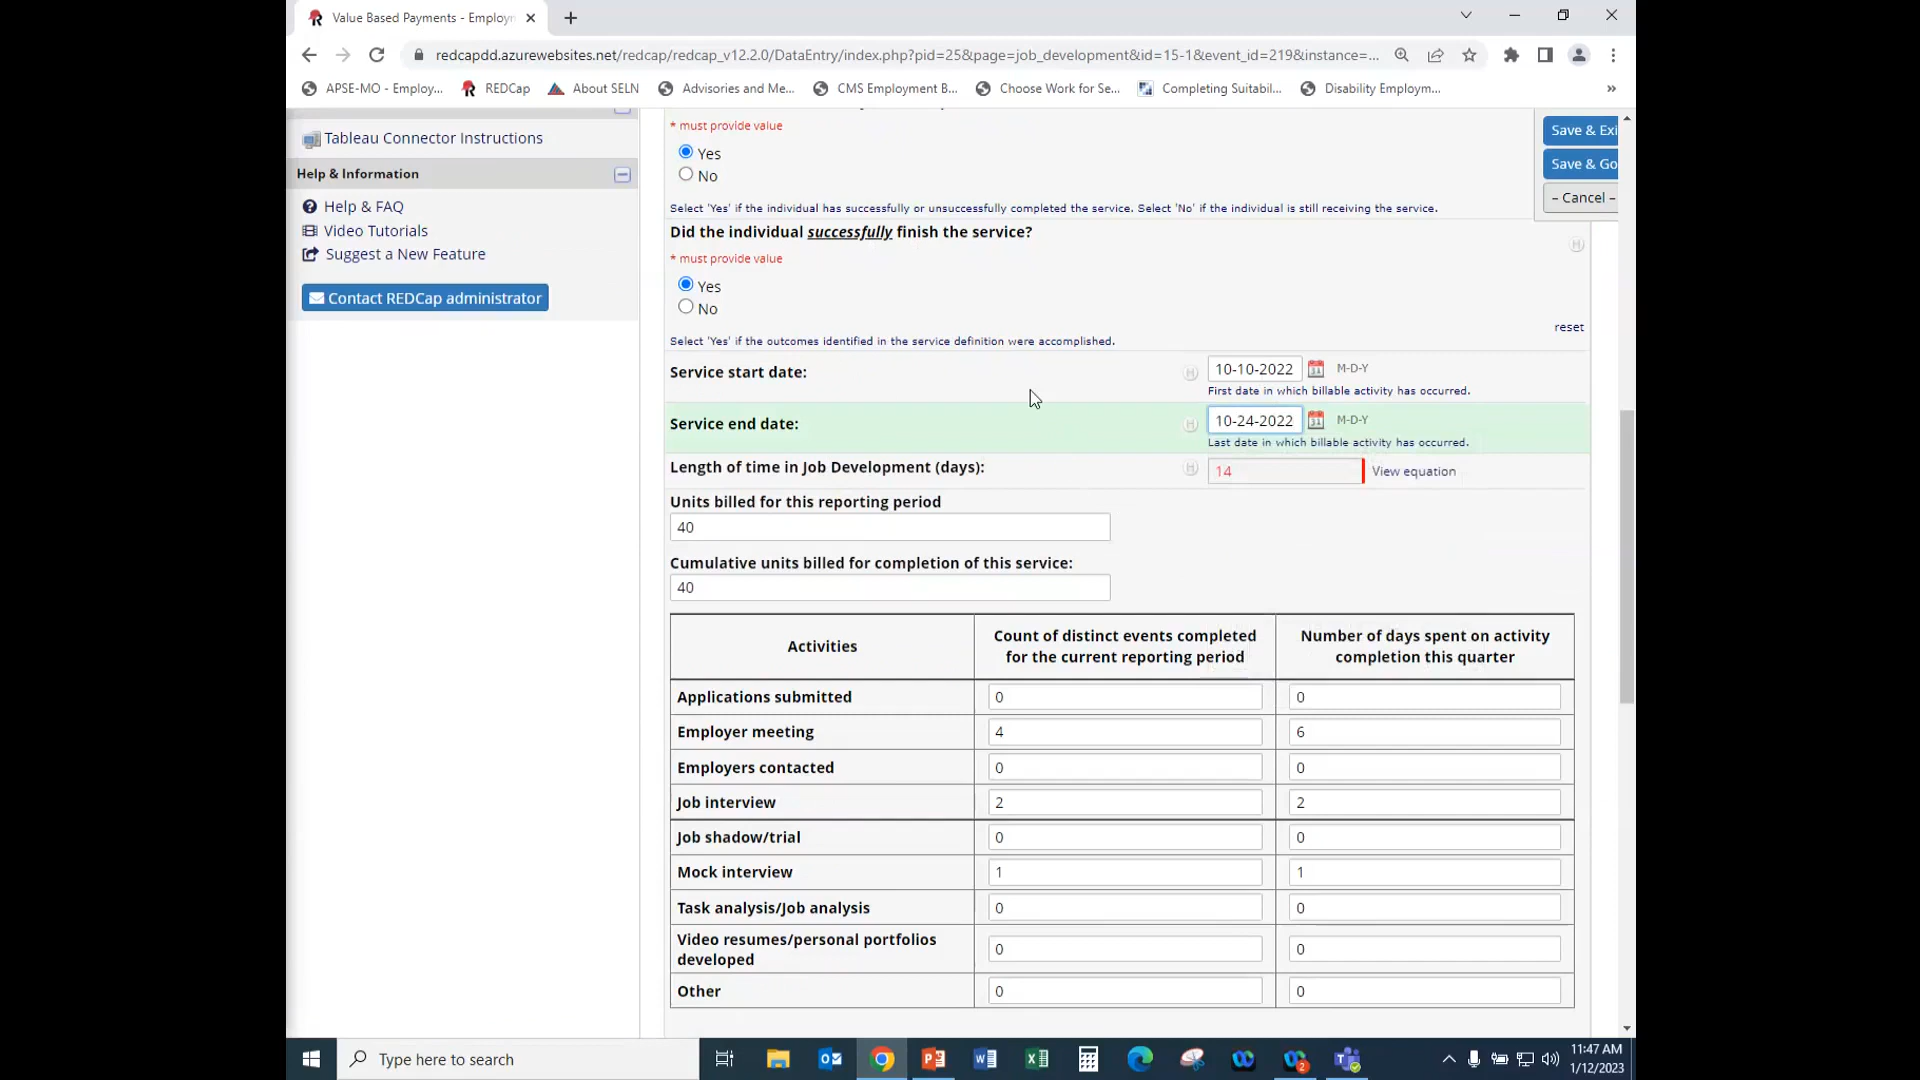 Value Based Payments - Employn
redcapdd.azurewebsites.net/redcap/redcap_v12.2.0/DataEntry/index.php?pid=25&page=job_development&id=15-1&event_id=219&instance=...
APSE-MO - Employ... REDCap About SELN Advisories and Me... CMS Employment B... Choose Work for Se... Completing Suitabil... Disability Employm... »
Tableau Connector Instructions
Help & Information
Help & FAQ
Video Tutorials
Suggest a New Feature
Contact REDCap administrator
* must provide value
Yes
No
Select 'Yes' if the individual has successfully or unsuccessfully completed the service. Select 'No' if the individual is still receiving the service.
Save & Exi
Save & Go
– Cancel –
Did the individual successfully finish the service?
* must provide value
Yes
No
reset
Select 'Yes' if the outcomes identified in the service definition were accomplished.
Service start date: 10-10-2022 M-D-Y
First date in which billable activity has occurred.
Service end date: 10-24-2022 M-D-Y
Last date in which billable activity has occurred.
Length of time in Job Development (days): 14 View equation
Units billed for this reporting period
40
Cumulative units billed for completion of this service:
40
Activities Count of distinct events completed for the current reporting period Number of days spent on activity completion this quarter
Applications submitted 0 0
Employer meeting 4 6
Employers contacted 0 0
Job interview 2 2
Job shadow/trial 0 0
Mock interview 1 1
Task analysis/Job analysis 0 0
Video resumes/personal portfolios developed 0 0
Other 0 0
Type here to search
11:47 AM
1/12/2023